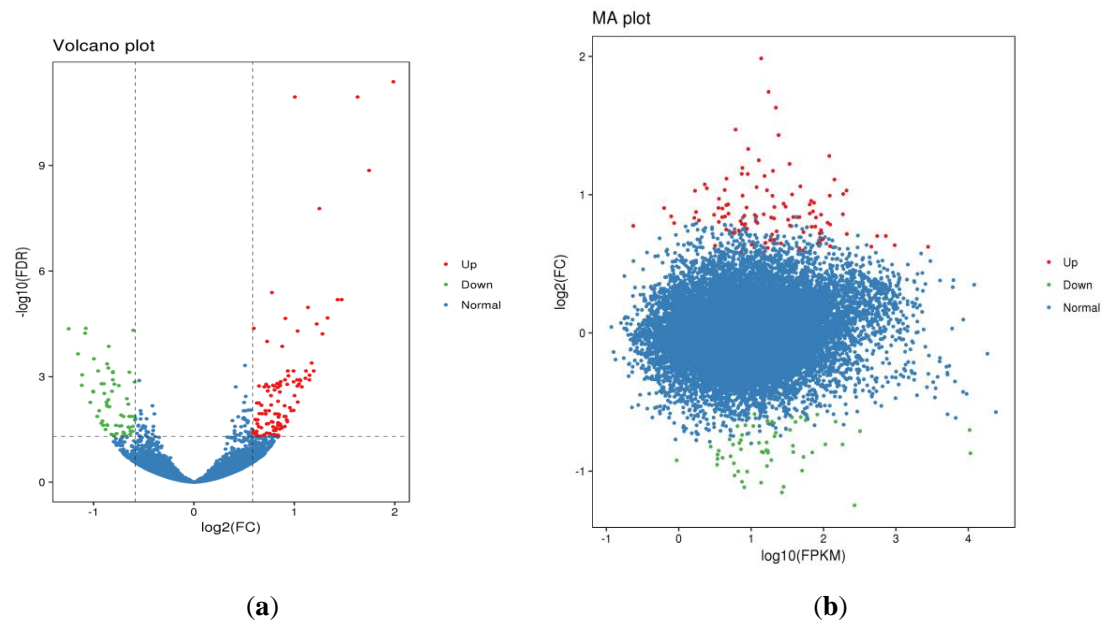 Volcano plot
-log10(FDR)
9
6
3
0
-1
0
1
2
log2(FC)
Up
Down
Normal
(a)
MA plot
log2(FC)
2
1
0
-1
-1
0
1
2
3
4
log10(FPKM)
Up
Down
Normal
(b)